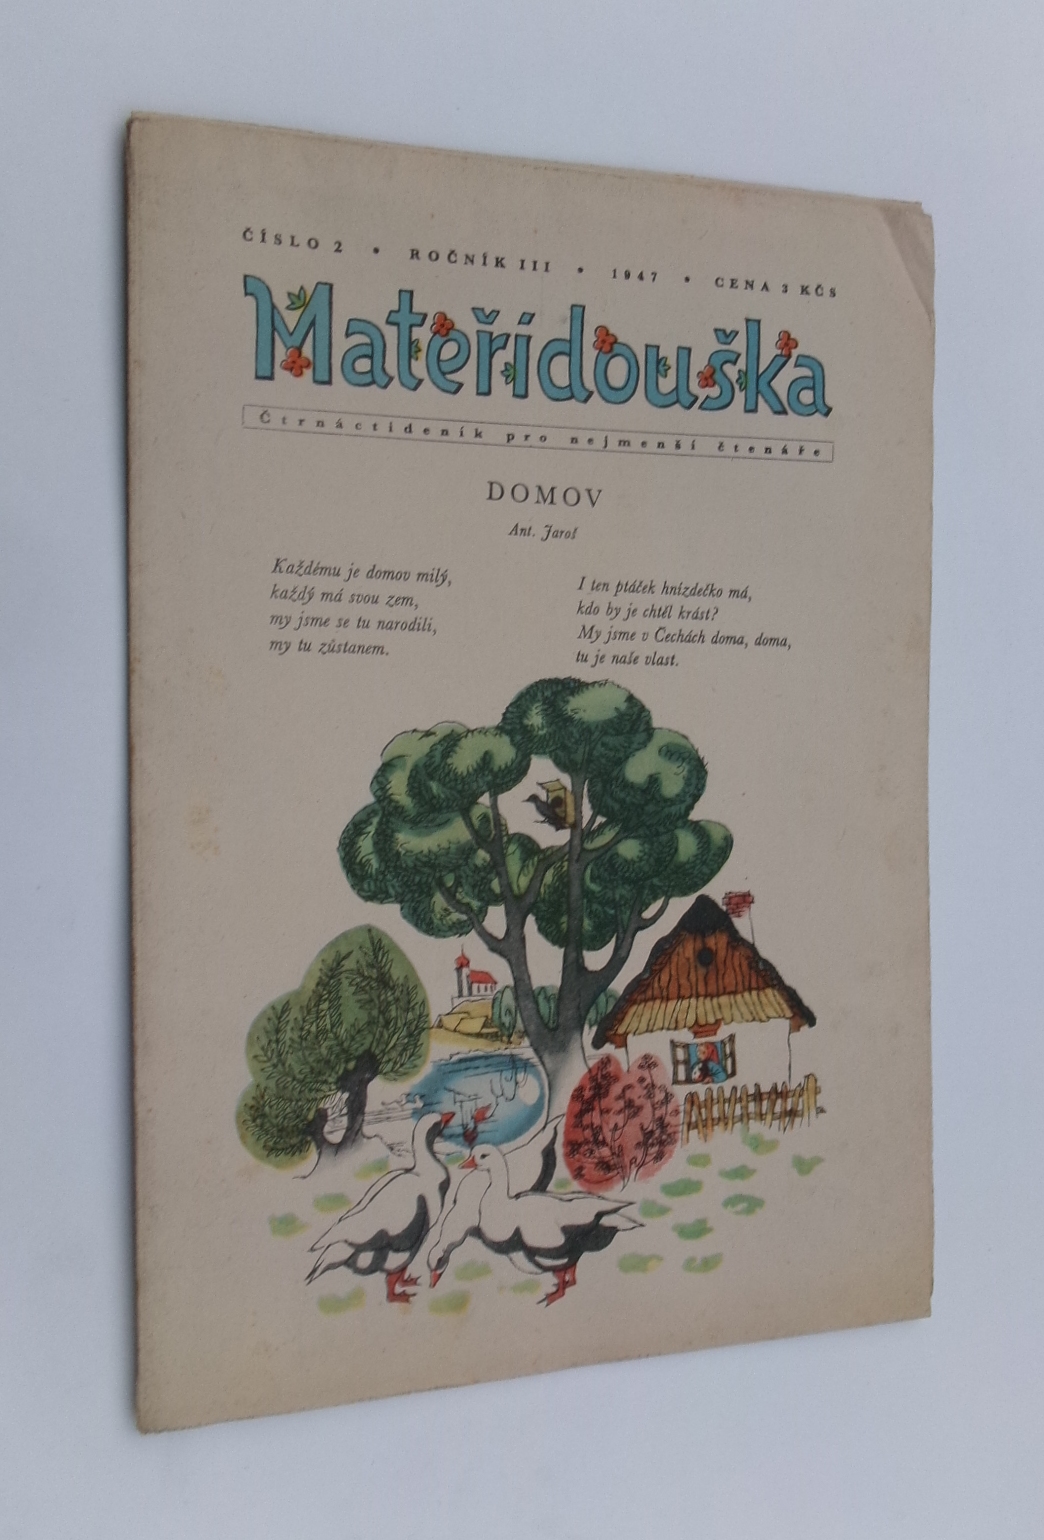 ČÍSLO 2 • ROČNÍK III • 1947 • CENA 3 KČS
Mateřídouška
Čtrnáctideník pro nejmenší čtenáře
DOMOV
Ant. Jaroš
Každému je domov milý,
každý má svou zem,
my jsme se tu narodili,
my tu zůstanem.
I ten ptáček hnízdečko má,
kdo by je chtěl krást?
My jsme v Čechách doma, doma,
tu je naše vlast.